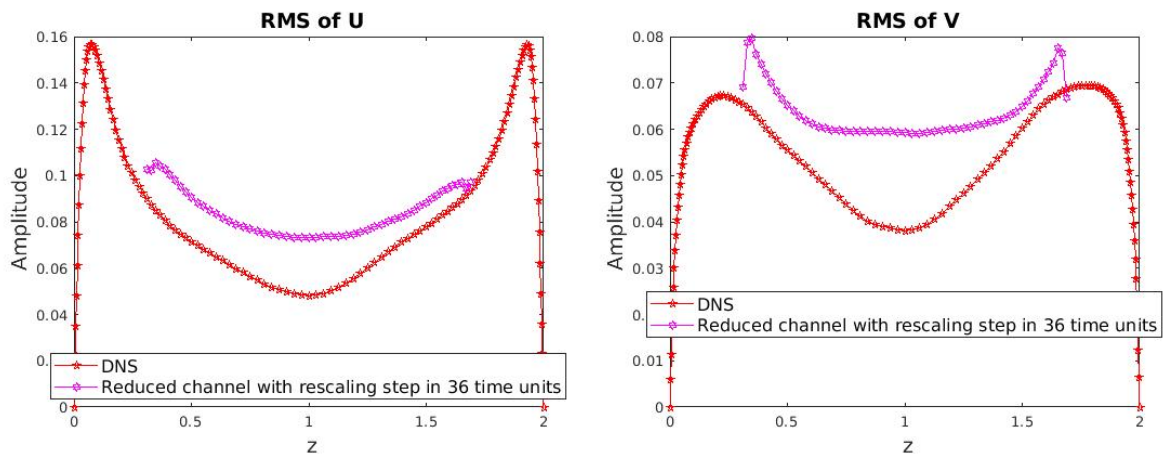 RMS of U
0.16
0.14
0.12
0.1
0.08
0.06
0.04
0.
0
Amplitude
0
0.5
1
1.5
2
z
DNS
Reduced channel with rescaling step in 36 time units
RMS of V
0.08
0.07
0.06
0.05
0.04
0.03
0.
0.01
0
Amplitude
0
0.5
1
1.5
2
z
DNS
Reduced channel with rescaling step in 36 time units